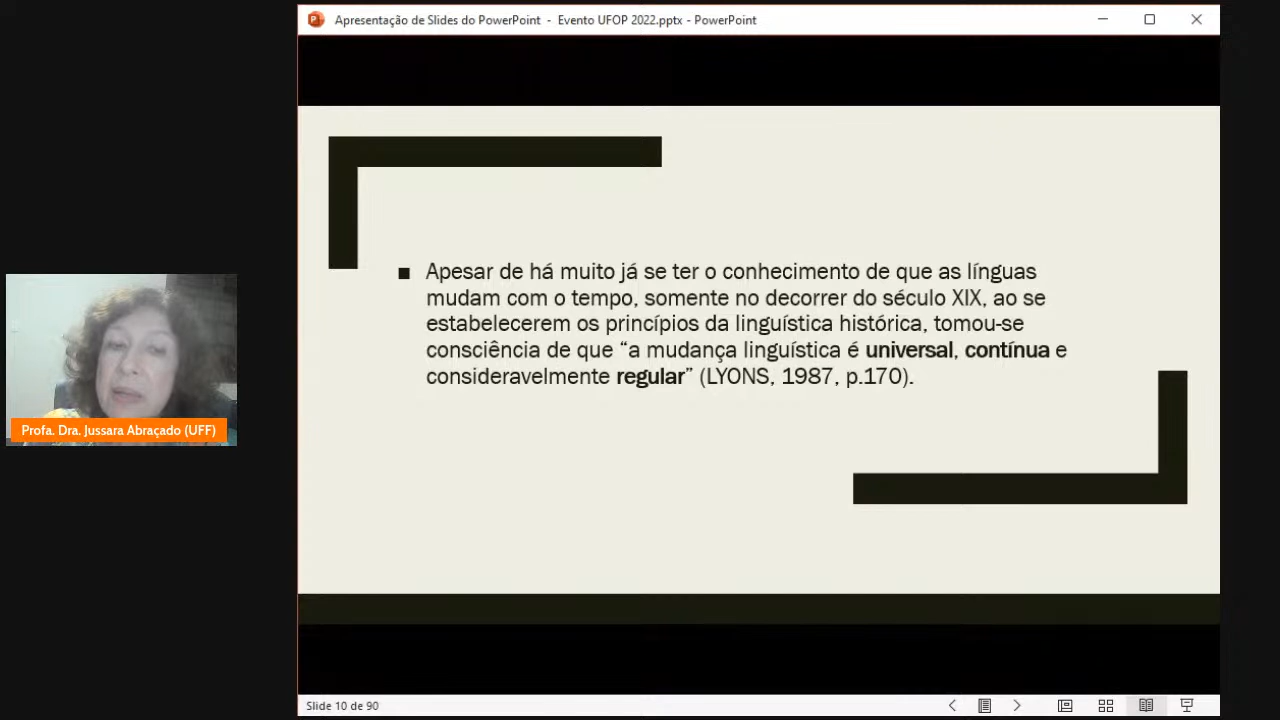 Apresentação de Slides do PowerPoint - Evento UFOP 2022.pptx - PowerPoint
Apesar de há muito já se ter o conhecimento de que as línguas
mudam com o tempo, somente no decorrer do século XIX, ao se
estabelecerem os princípios da linguística histórica, tomou-se
consciência de que “a mudança linguística é universal, contínua e
consideravelmente regular” (LYONS, 1987, p.170).
Profa. Dra. Jussara Abraçado (UFF)
Slide 10 de 90